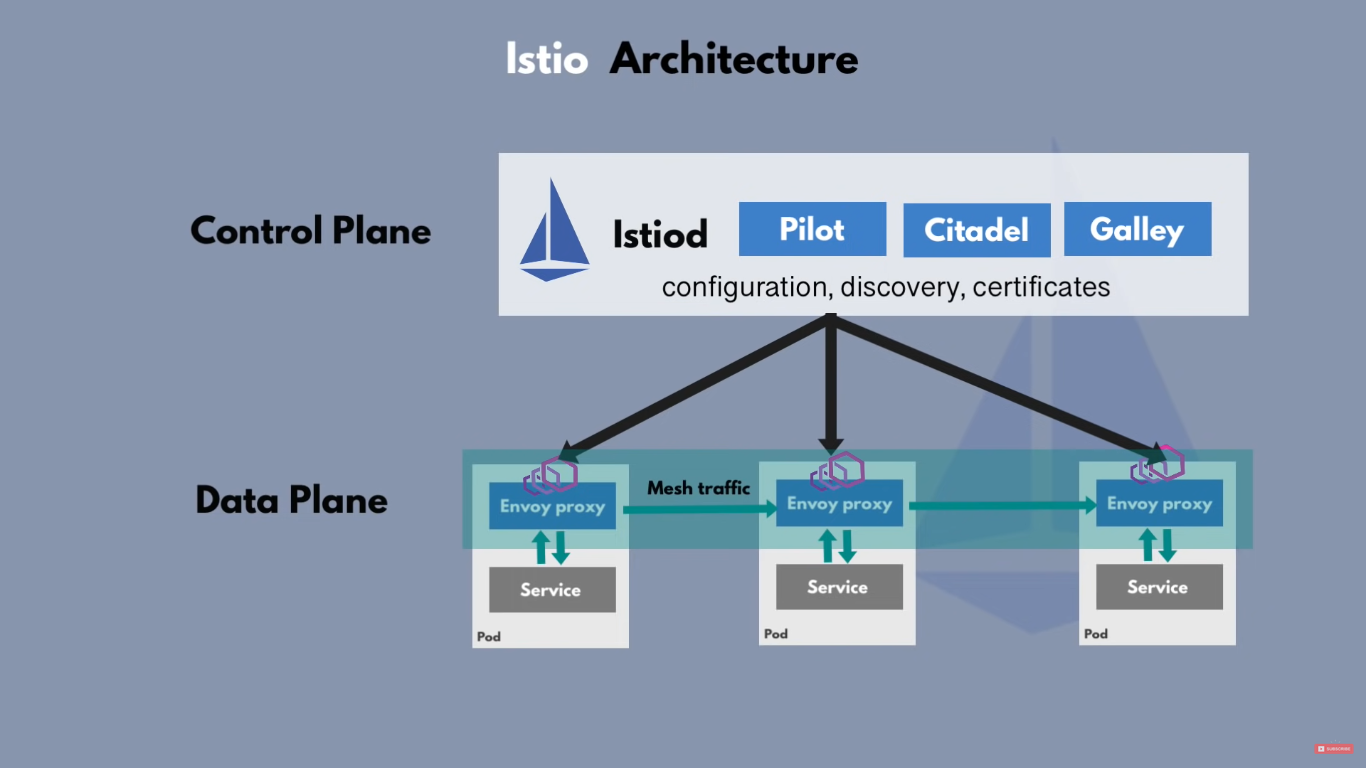 Istio Architecture
Control Plane
Istiod
Pilot
Citadel
Galley
configuration, discovery, certificates
Data Plane
Envoy proxy
Mesh traffic
Envoy proxy
Envoy proxy
Service
Service
Service
Pod
Pod
Pod
SUBSCRIBE